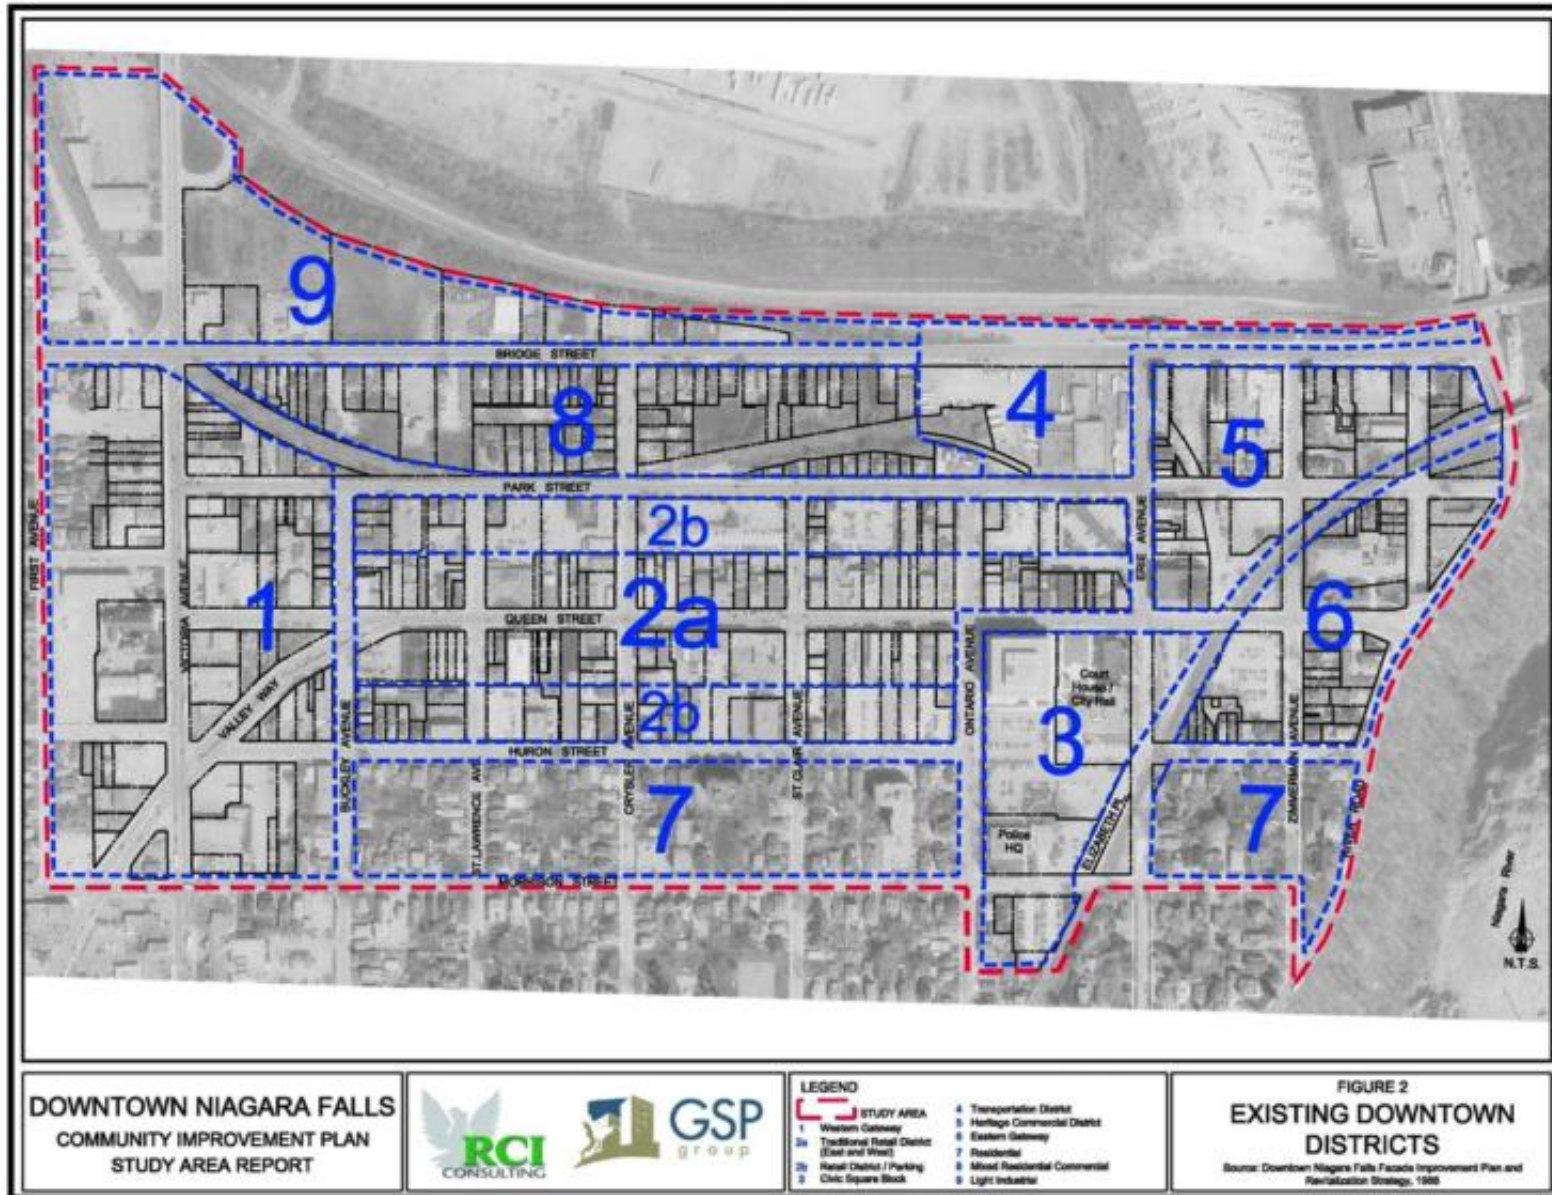 9
BRIDGE STREET
8
4
5
PARK STREET
2b
FIRST AVENUE
VICTORIA AVENUE
ERIE AVENUE
1
QUEEN STREET
2a
6
ONTARIO AVENUE
Court
House /
City Hall
VALLEY WAY
BUCKLEY AVENUE
2b
CRYSLER AVENUE
ST. CLAIR AVENUE
3
ZIMMERMAN AVENUE
HURON STREET
ST. LAWRENCE AVE.
7
7
ELIZABETH PL.
Police
HQ
ROAD
MORRISON STREET
Niagara River
N.T.S.
DOWNTOWN NIAGARA FALLS
COMMUNITY IMPROVEMENT PLAN
STUDY AREA REPORT
RCI
CONSULTING
GSP
group
LEGEND
STUDY AREA
1 Western Gateway
2a Traditional Retail District
(East and West)
2b Retail District / Parking
3 Civic Square Block
4 Transportation District
5 Heritage Commercial District
6 Eastern Gateway
7 Residential
8 Mixed Residential Commercial
9 Light Industrial
FIGURE 2
EXISTING DOWNTOWN
DISTRICTS
Source: Downtown Niagara Falls Facade Improvement Plan and
Revitalization Strategy,